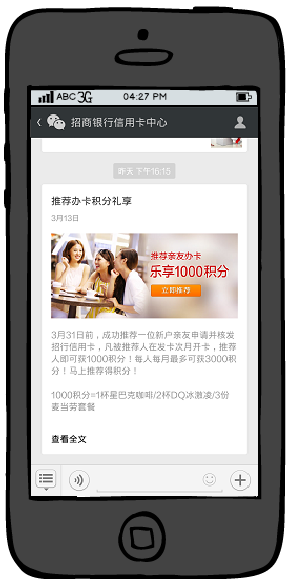 ABC 3G 04:27 PM
招商银行信用卡中心
昨天 下午16:15
推荐办卡积分礼享
3月13日
推荐亲友办卡
乐享1000积分
立即推荐
3月31日前，成功推荐一位新户亲友申请并核发
招行信用卡，凡被推荐人在发卡次月开卡，推荐
人即可获1000积分！每人每月最多可获3000积
分！马上推荐得积分！
1000积分=1杯星巴克咖啡/2杯DQ冰激凌/3份
麦当劳套餐
查看全文